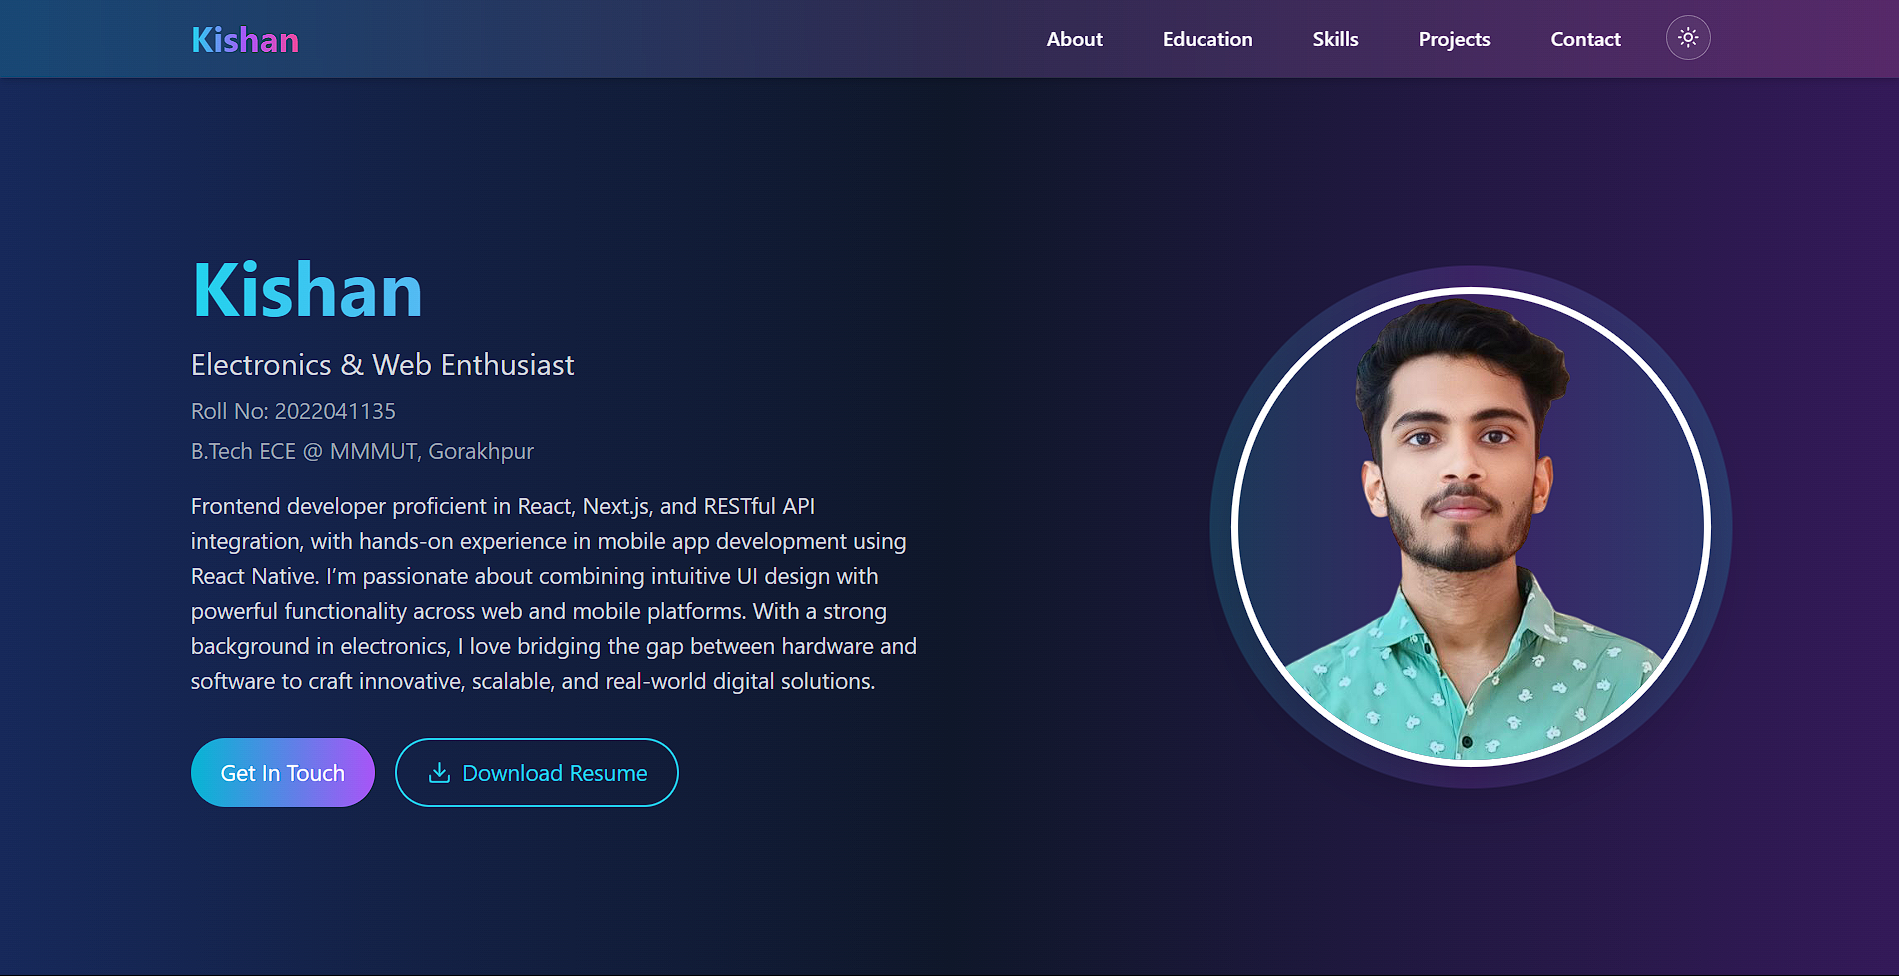 Kishan
About
Education
Skills
Projects
Contact
Kishan
Electronics & Web Enthusiast
Roll No: 2022041135
B.Tech ECE @ MMMUT, Gorakhpur
Frontend developer proficient in React, Next.js, and RESTful API
integration, with hands-on experience in mobile app development using
React Native. I’m passionate about combining intuitive UI design with
powerful functionality across web and mobile platforms. With a strong
background in electronics, I love bridging the gap between hardware and
software to craft innovative, scalable, and real-world digital solutions.
Get In Touch
Download Resume